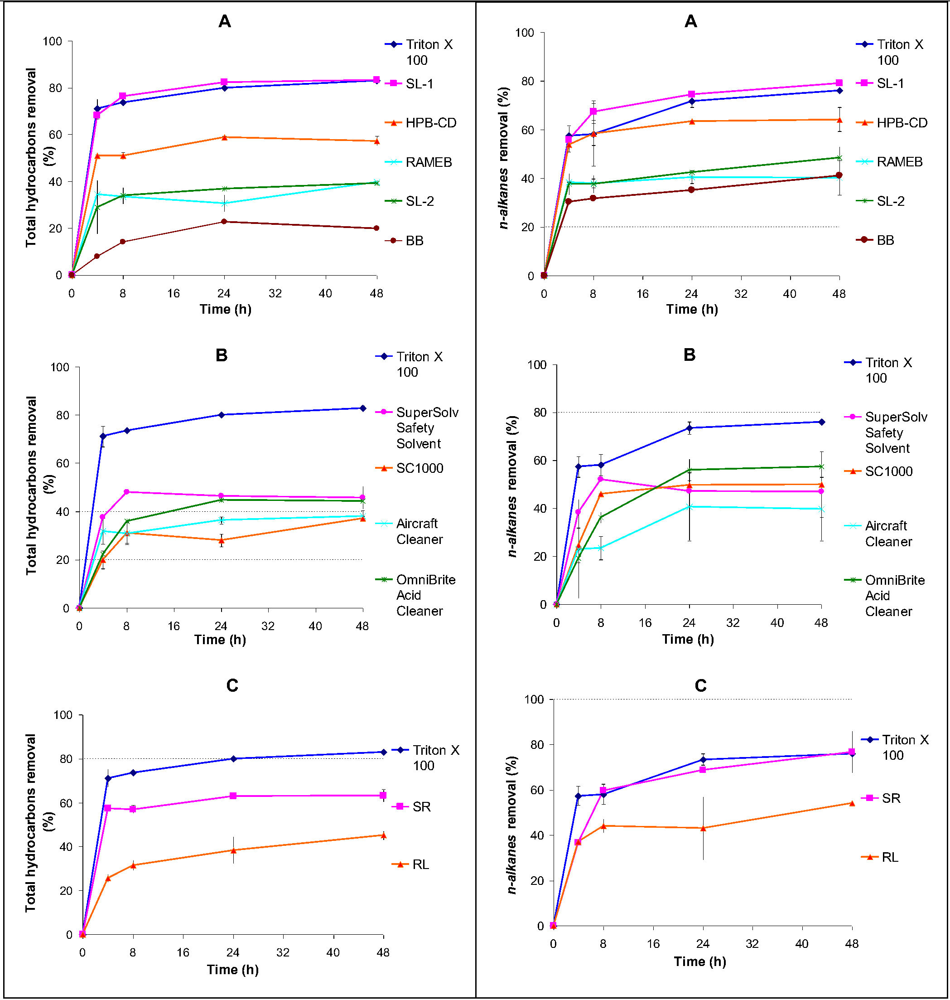 A
Total hydrocarbons removal
(%)
100
80
60
40
20
0
0 8 16 24 32 40 48
Time (h)
Triton X
100
SL-1
HPB-CD
RAMEB
SL-2
BB
B
Total hydrocarbons removal
(%)
100
80
60
40
20
0
0 8 16 24 32 40 48
Time (h)
Triton X
100
SuperSolv
Safety
Solvent
SC1000
Aircraft
Cleaner
OmniBrite
Acid
Cleaner
C
Total hydrocarbons removal
(%)
100
80
60
40
20
0
0 8 16 24 32 40 48
Time (h)
Triton X
100
SR
RL
A
n-alkanes removal (%)
100
80
60
40
20
0
0 8 16 24 32 40 48
Time (h)
Triton X
100
SL-1
HPB-CD
RAMEB
SL-2
BB
B
n-alkanes removal (%)
100
80
60
40
20
0
0 8 16 24 32 40 48
Time (h)
Triton X
100
SuperSolv
Safety
Solvent
SC1000
Aircraft
Cleaner
OmniBrite
Acid
Cleaner
C
n-alkanes removal (%)
100
80
60
40
20
0
0 8 16 24 32 40 48
Time (h)
Triton X
100
SR
RL